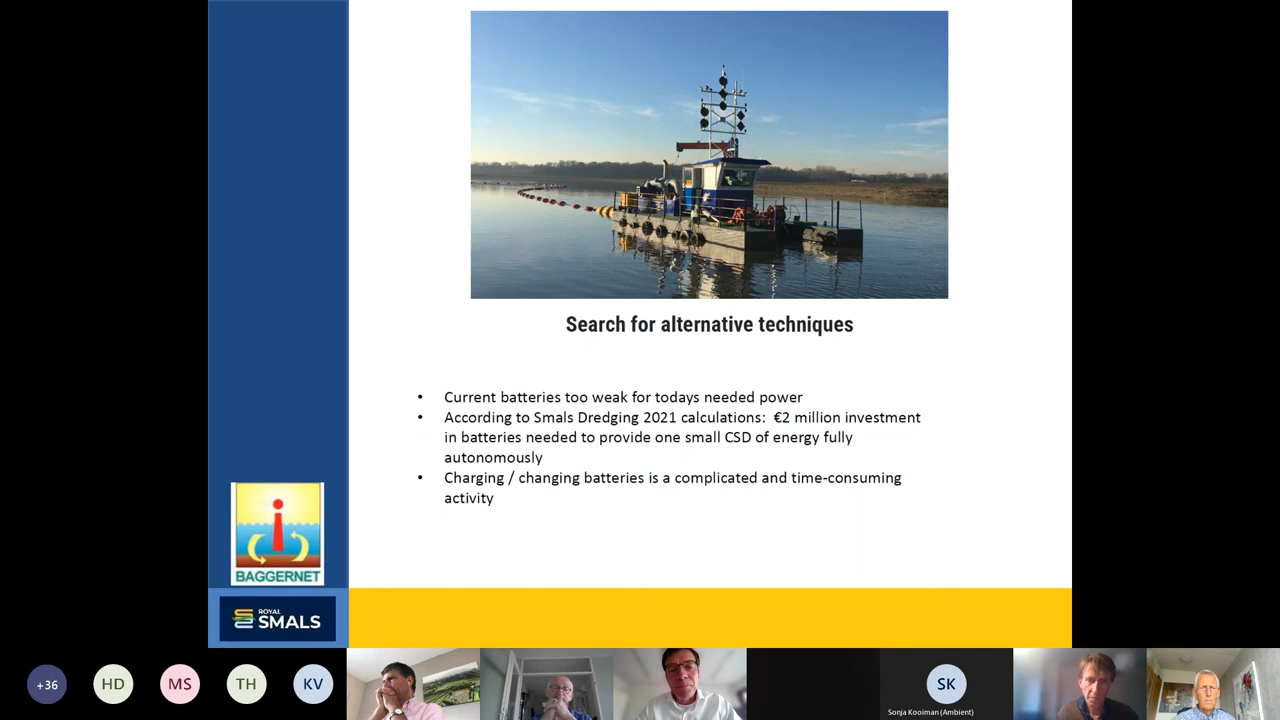 Search for alternative techniques
• Current batteries too weak for todays needed power
• According to Smals Dredging 2021 calculations: €2 million investment
in batteries needed to provide one small CSD of energy fully
autonomously
• Charging / changing batteries is a complicated and time-consuming
activity
BAGGERNET
ROYAL
SMALS
+36
HD
MS
TH
KV
SK
Sonja Kooiman (Ambient)